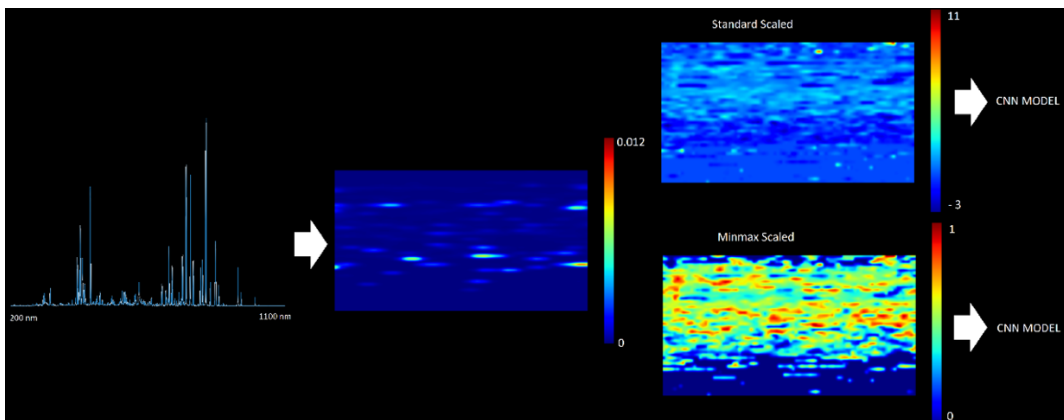 200 nm
1100 nm
0.012
0
Standard Scaled
11
- 3
CNN MODEL
Minmax Scaled
1
0
CNN MODEL